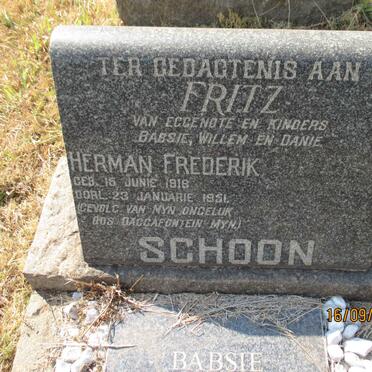 TER GEDAGTENIS AAN
FRITZ
VAN EGGENOTE EN KINDERS
BABSIE, WILLEM EN DANIE
HERMAN FREDERIK
GEB. 16 JUNIE 1918
OORL. 23 JANUARIE 1951.
(GEVOLG VAN MYN ONGELUK
BOS DAGGAFONTEIN MYN)
SCHOON
16/09/
BABSIE